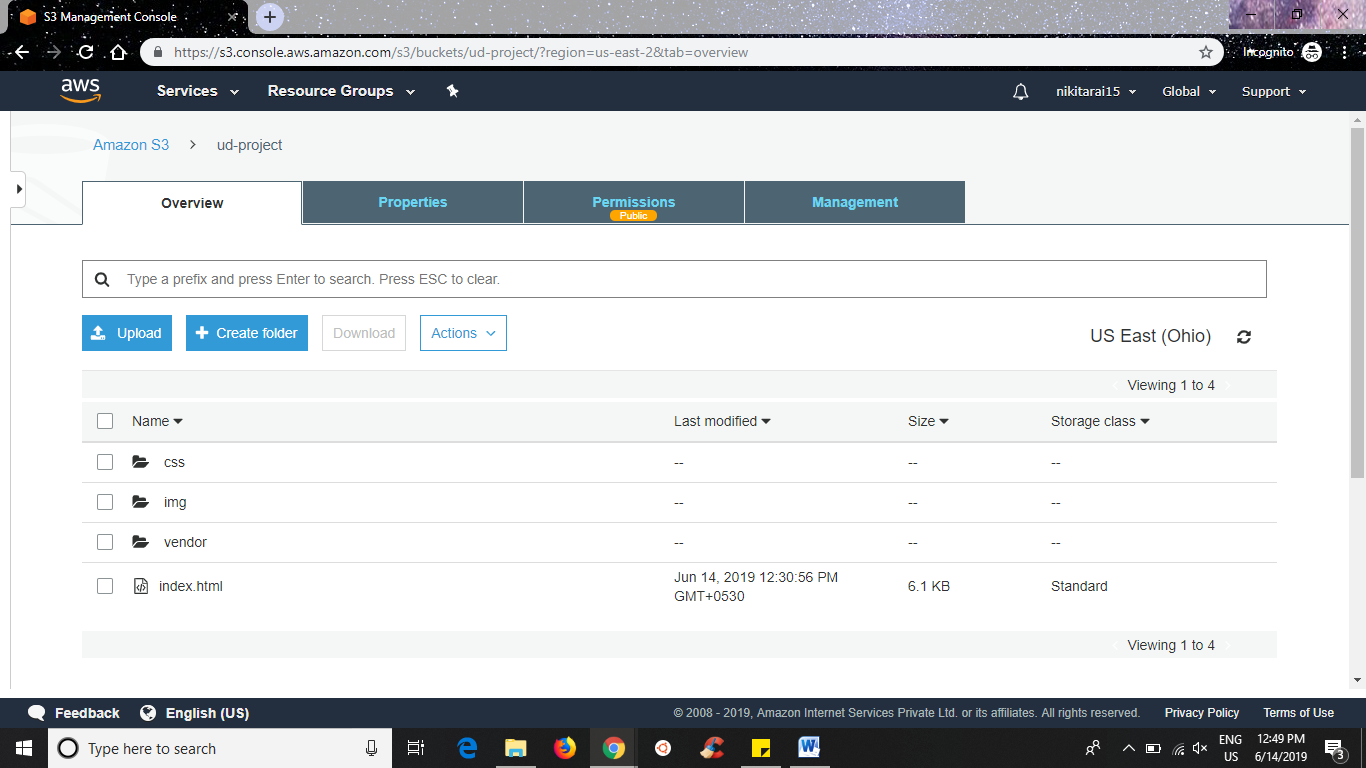 S3 Management Console
https://s3.console.aws.amazon.com/s3/buckets/ud-project/?region=us-east-2&tab=overview
Incognito
aws
Services
Resource Groups
nikitarai15
Global
Support
Amazon S3
ud-project
Overview
Properties
Permissions
Public
Management
Type a prefix and press Enter to search. Press ESC to clear.
Upload
Create folder
Download
Actions
US East (Ohio)
Viewing 1 to 4
Name
Last modified
Size
Storage class
css
--
--
--
img
--
--
--
vendor
--
--
--
index.html
Jun 14, 2019 12:30:56 PM
GMT+0530
6.1 KB
Standard
Viewing 1 to 4
Feedback
English (US)
© 2008 - 2019, Amazon Internet Services Private Ltd. or its affiliates. All rights reserved.
Privacy Policy
Terms of Use
Type here to search
ENG
US
12:49 PM
6/14/2019
3